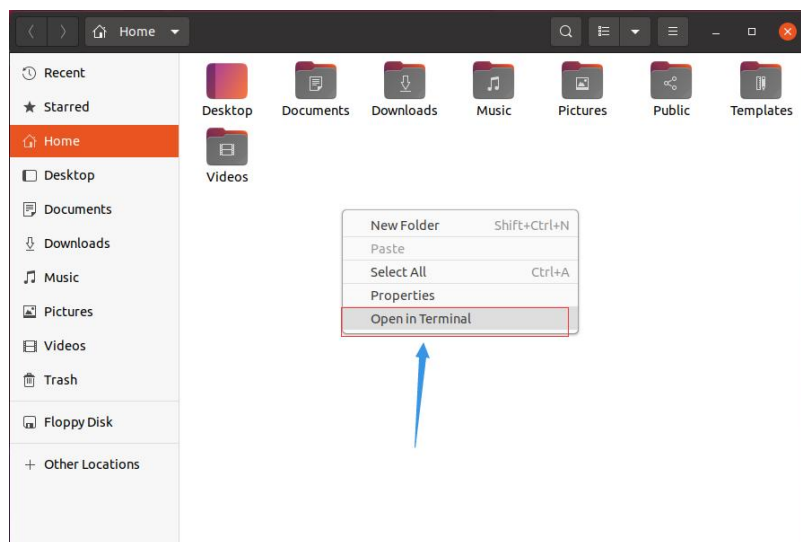 Home
Recent
Starred
Home
Desktop
Documents
Downloads
Music
Pictures
Videos
Trash
Floppy Disk
+ Other Locations
Desktop Documents Downloads Music Pictures Public Templates
Videos
New Folder Shift+Ctrl+N
Paste
Select All Ctrl+A
Properties
Open in Terminal